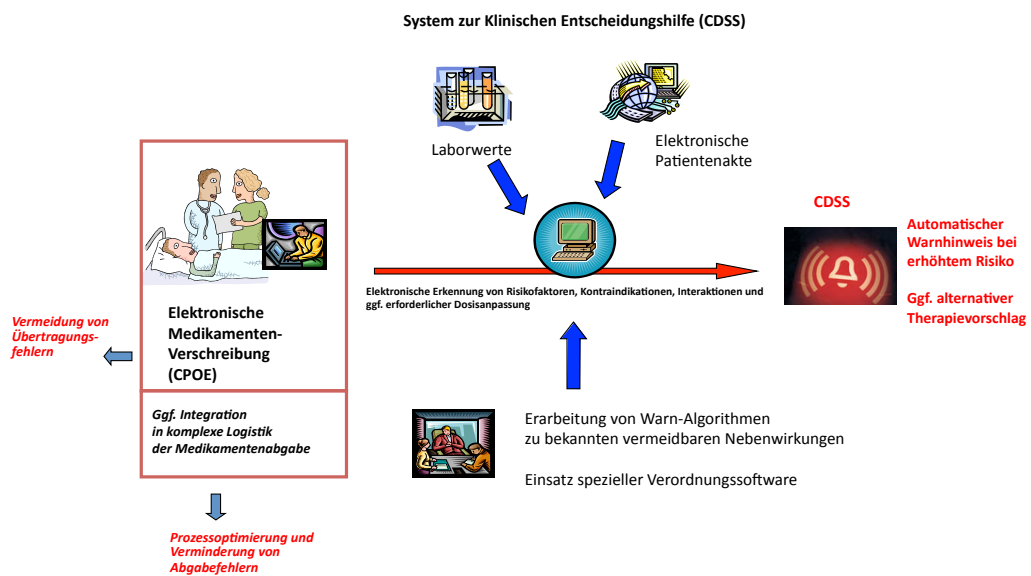 System zur Klinischen Entscheidungshilfe (CDSS)
Laborwerte
Elektronische
Patientenakte
CDSS
Automatischer
Warnhinweis bei
erhöhtem Risiko
Ggf. alternativer
Therapievorschlag
Elektronische Erkennung von Risikofaktoren, Kontraindikationen, Interaktionen und
ggf. erforderlicher Dosisanpassung
Elektronische
Medikamenten-
Verschreibung
(CPOE)
Vermeidung von
Übertragungs-
fehlern
Ggf. Integration
in komplexe Logistik
der Medikamentenabgabe
Erarbeitung von Warn-Algorithmen
zu bekannten vermeidbaren Nebenwirkungen
Einsatz spezieller Verordnungssoftware
Prozessoptimierung und
Verminderung von
Abgabefehlern